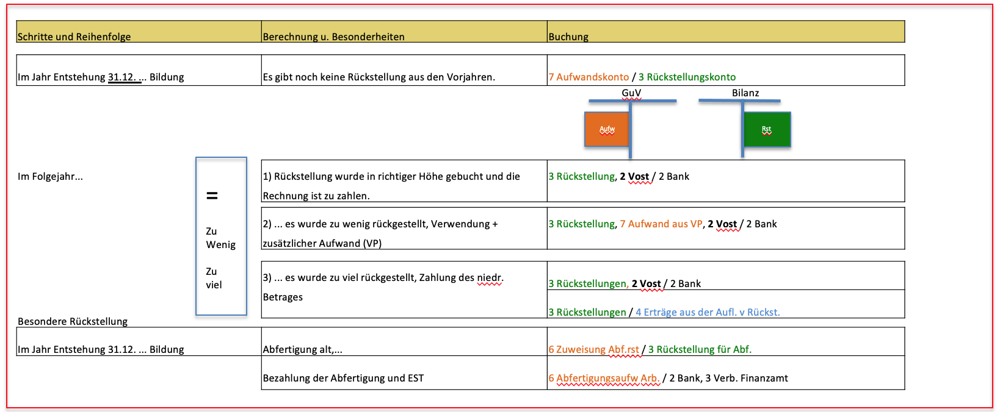 Schritte und Reihenfolge
Berechnung u. Besonderheiten
Buchung
Im Jahr Entstehung 31.12. ... Bildung
Es gibt noch keine Rückstellung aus den Vorjahren.
7 Aufwandskonto / 3 Rückstellungskonto
GuV
Bilanz
Aufw
Rst
Im Folgejahr...
=
Zu
Wenig
Zu
viel
1) Rückstellung wurde in richtiger Höhe gebucht und die
Rechnung ist zu zahlen.
3 Rückstellung, 2 Vost / 2 Bank
2) ... es wurde zu wenig rückgestellt, Verwendung +
zusätzlicher Aufwand (VP)
3 Rückstellung, 7 Aufwand aus VP, 2 Vost / 2 Bank
3) ... es wurde zu viel rückgestellt, Zahlung des niedr.
Betrages
3 Rückstellungen, 2 Vost / 2 Bank
3 Rückstellungen / 4 Erträge aus der Aufl. v Rückst.
Besondere Rückstellung
Im Jahr Entstehung 31.12. ... Bildung
Abfertigung alt,...
6 Zuweisung Abf.rst / 3 Rückstellung für Abf.
Bezahlung der Abfertigung und EST
6 Abfertigungsaufw Arb. / 2 Bank, 3 Verb. Finanzamt